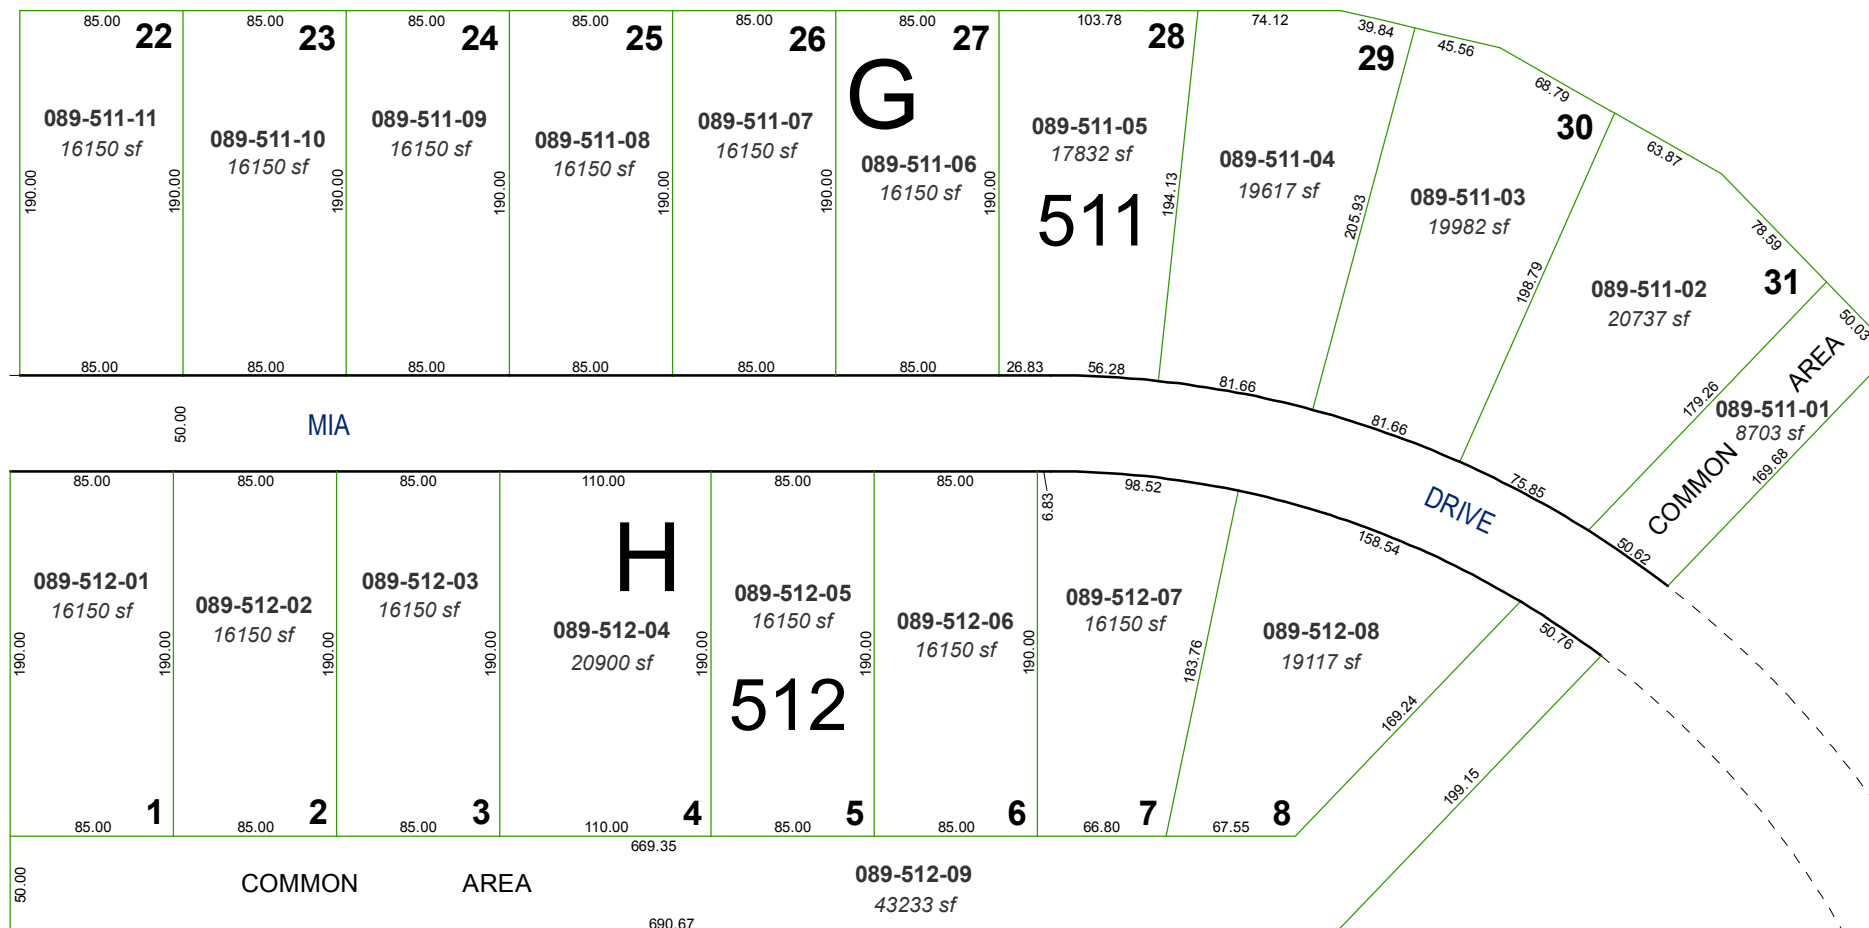 85.00 85.00 85.00 85.00 85.00 85.00 103.78 74.12 39.84 45.56
22 23 24 25 26 27 28 29
68.79
30
63.87
G
089-511-11
16150 sf
089-511-10
16150 sf
089-511-09
16150 sf
089-511-08
16150 sf
089-511-07
16150 sf
089-511-06
16150 sf
089-511-05
17832 sf
089-511-04
19617 sf
089-511-03
19982 sf
089-511-02
20737 sf
511
190.00 190.00 190.00 190.00 190.00 190.00 190.00 194.13 205.93 198.79
78.59
31
50.03
COMMON AREA
179.26
089-511-01
8703 sf
169.68
85.00 85.00 85.00 85.00 85.00 85.00 26.83 56.28 81.66 81.66 75.85 50.62
50.00
MIA
DRIVE
85.00 85.00 85.00 110.00 85.00 85.00 6.83 98.52 158.54 50.76
H
089-512-01
16150 sf
089-512-02
16150 sf
089-512-03
16150 sf
089-512-04
20900 sf
089-512-05
16150 sf
089-512-06
16150 sf
089-512-07
16150 sf
089-512-08
19117 sf
190.00 190.00 190.00 190.00 190.00 190.00 183.76 169.24 199.15
512
1 2 3 4 5 6 7 8
85.00 85.00 85.00 110.00 85.00 85.00 66.80 67.55
669.35
50.00
COMMON AREA
089-512-09
43233 sf
690.67